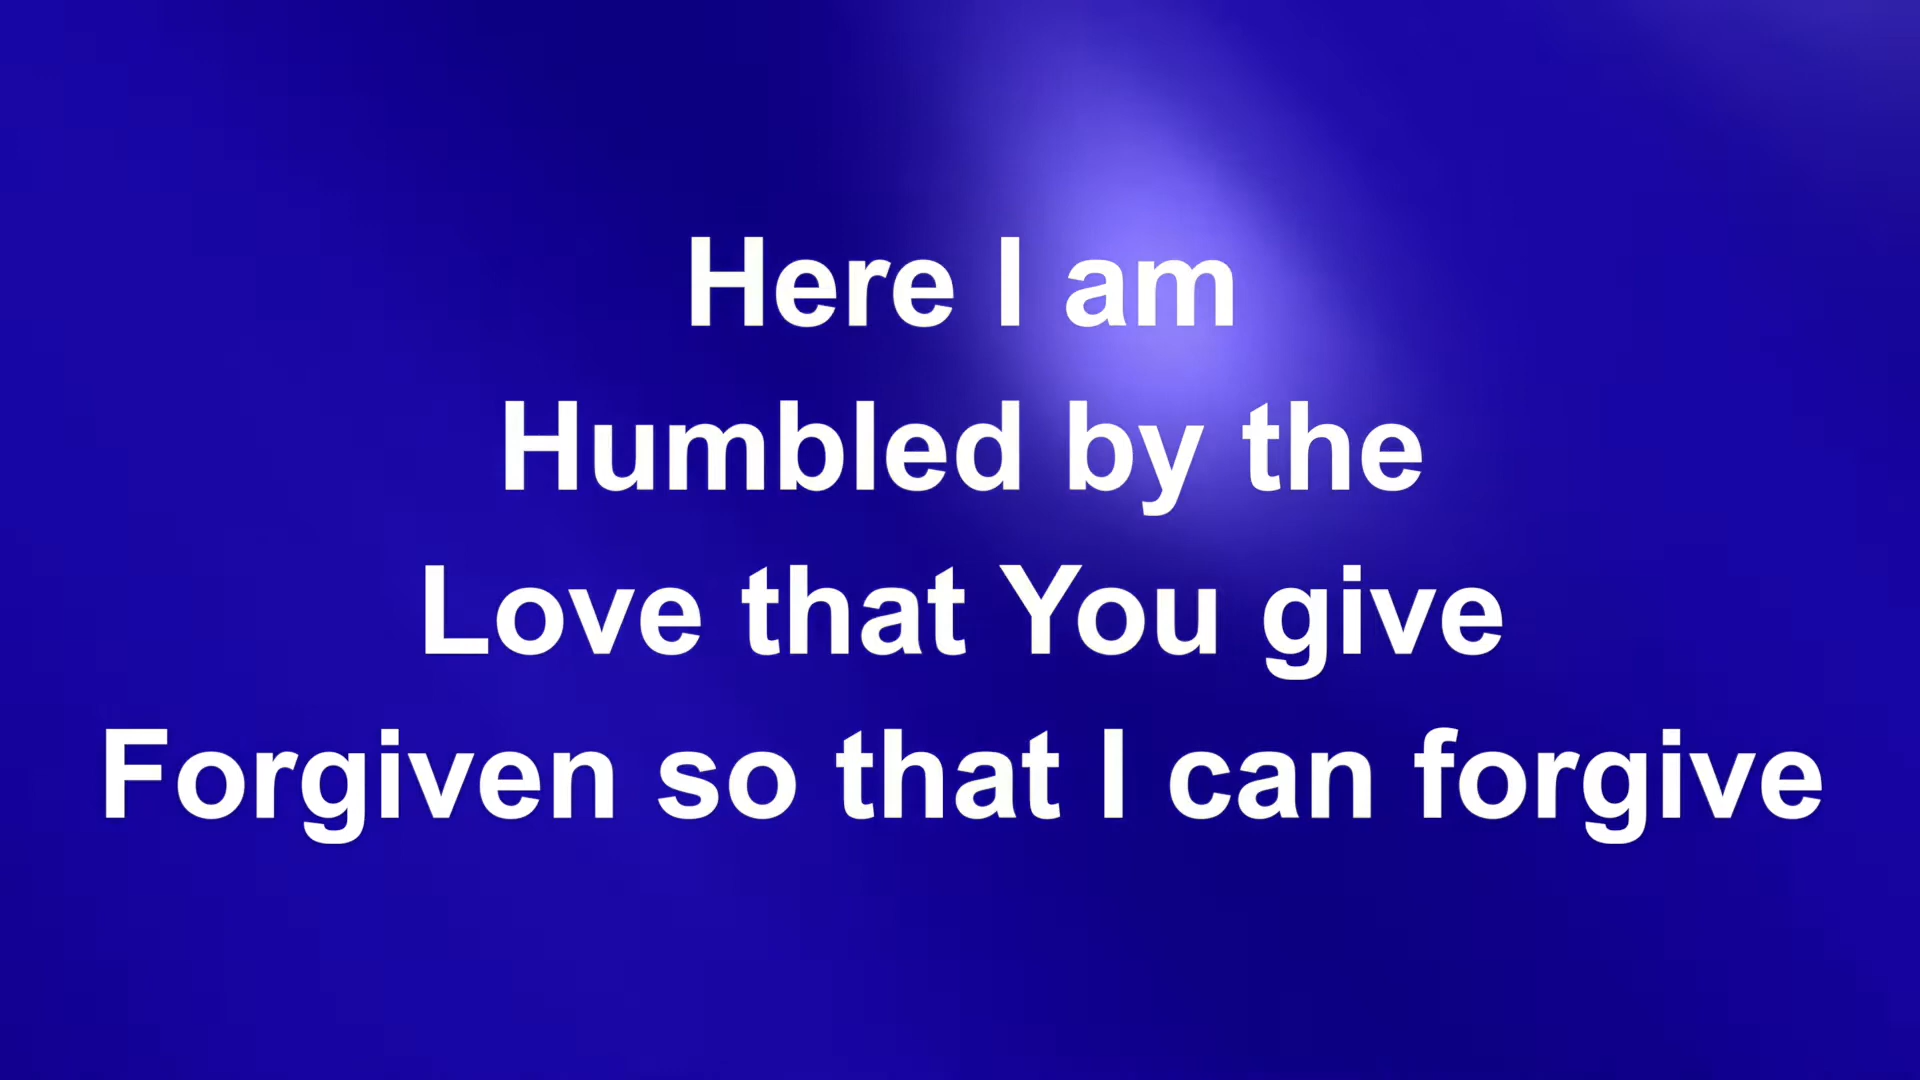 Here I am
Humbled by the
Love that You give
Forgiven so that I can forgive